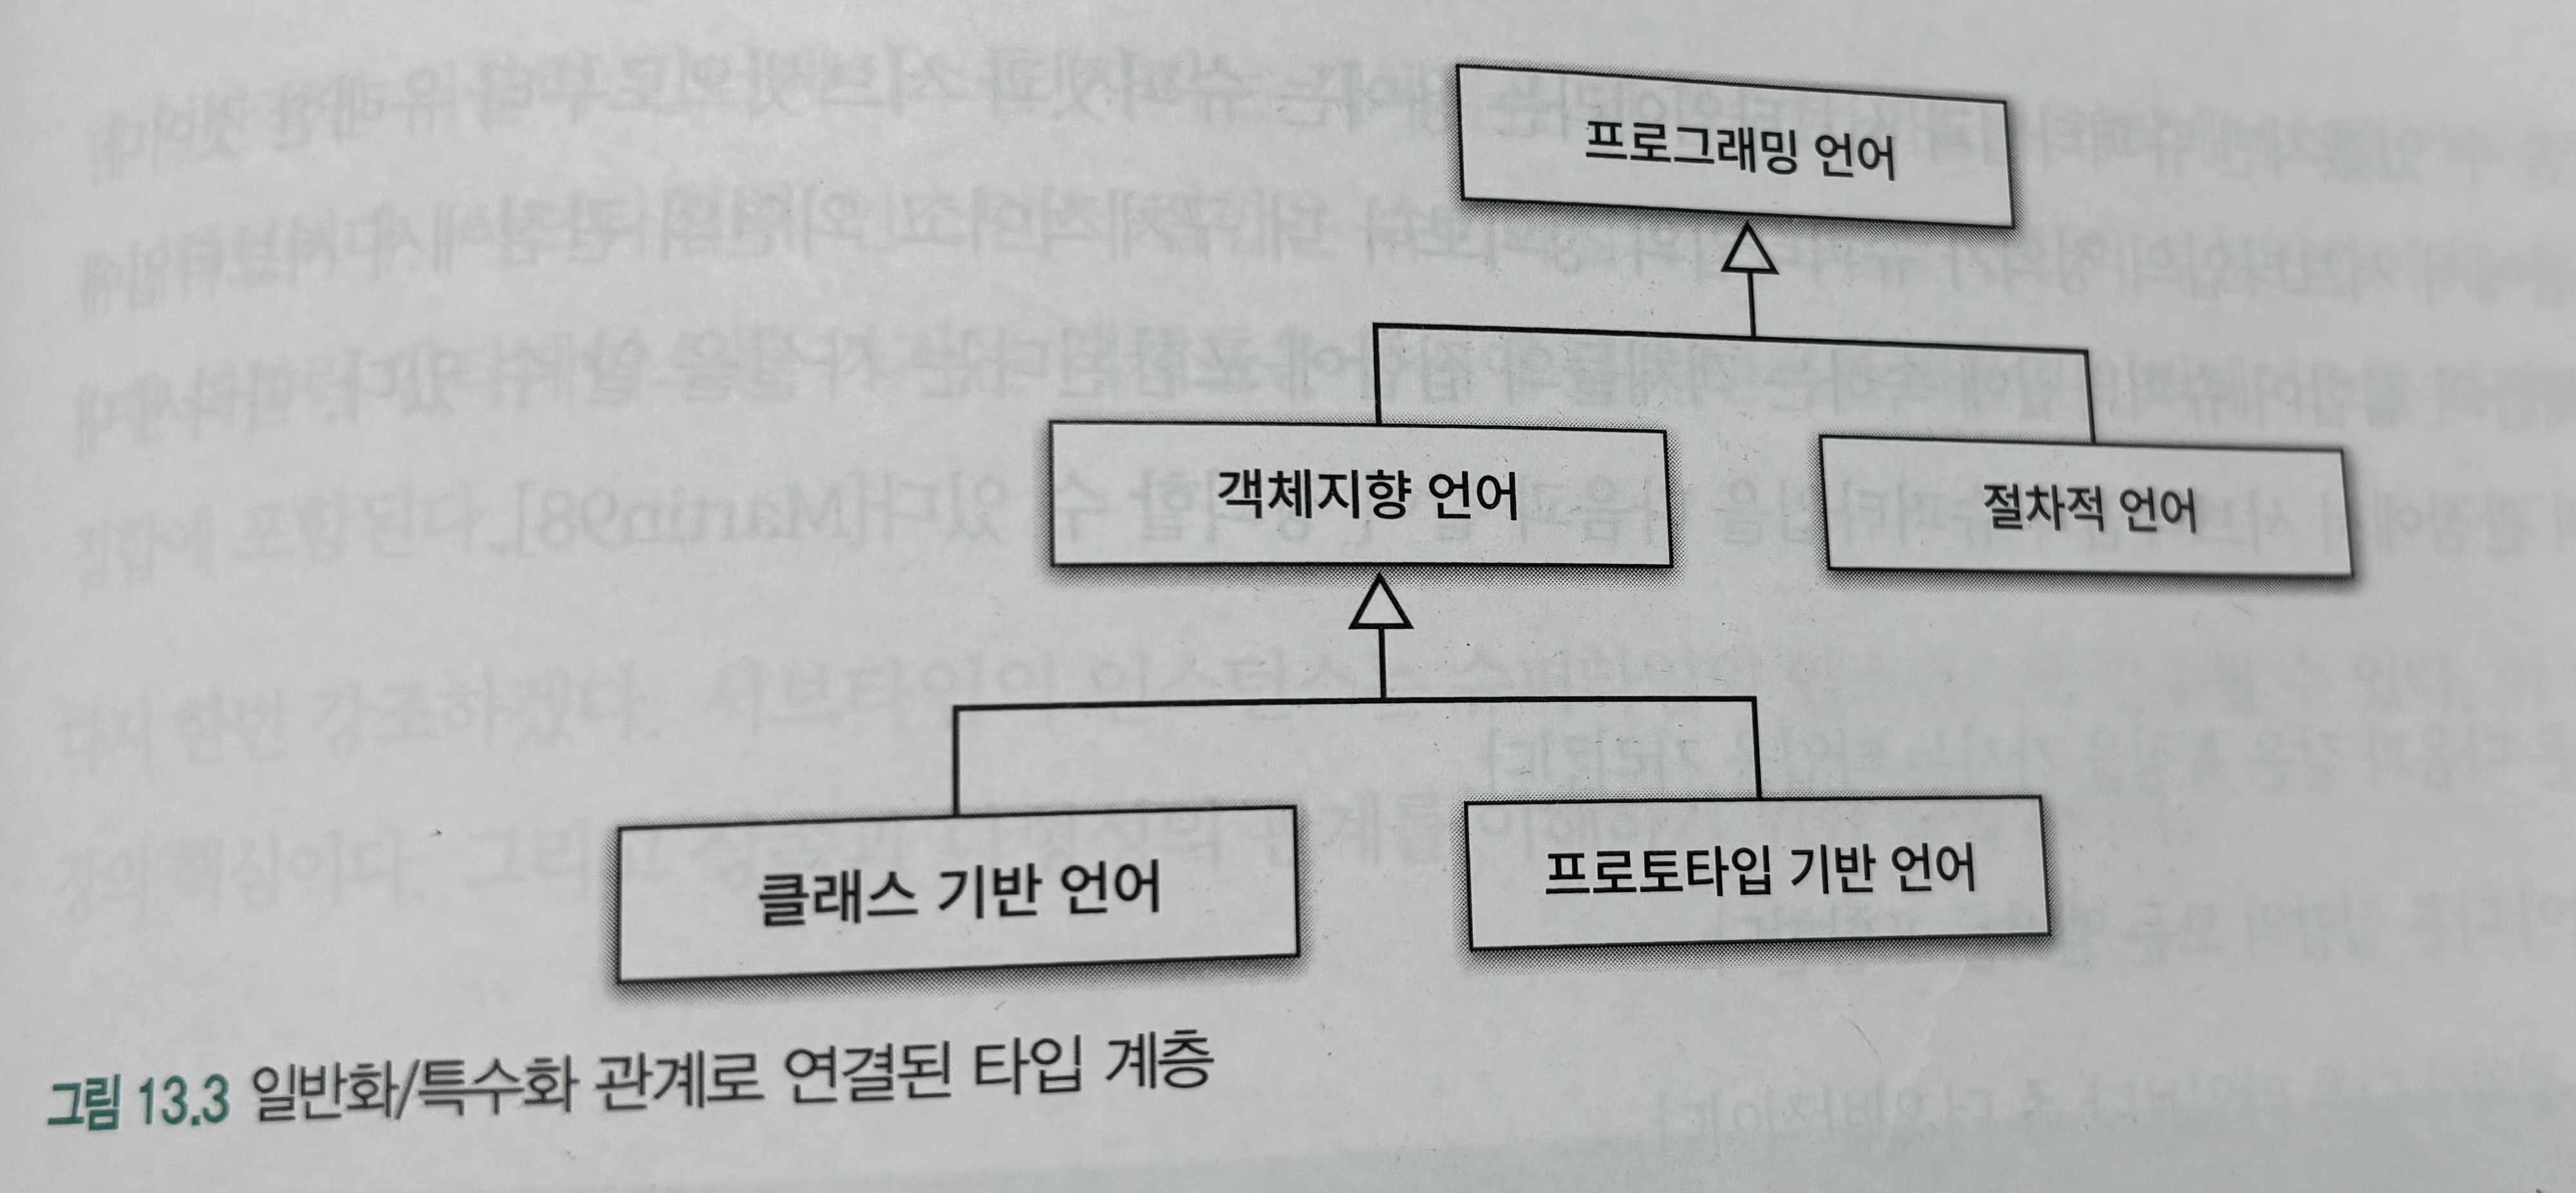 프로그래밍 언어
객체지향 언어
절차적 언어
클래스 기반 언어
프로토타입 기반 언어
그림 13.3 일반화/특수화 관계로 연결된 타입 계층